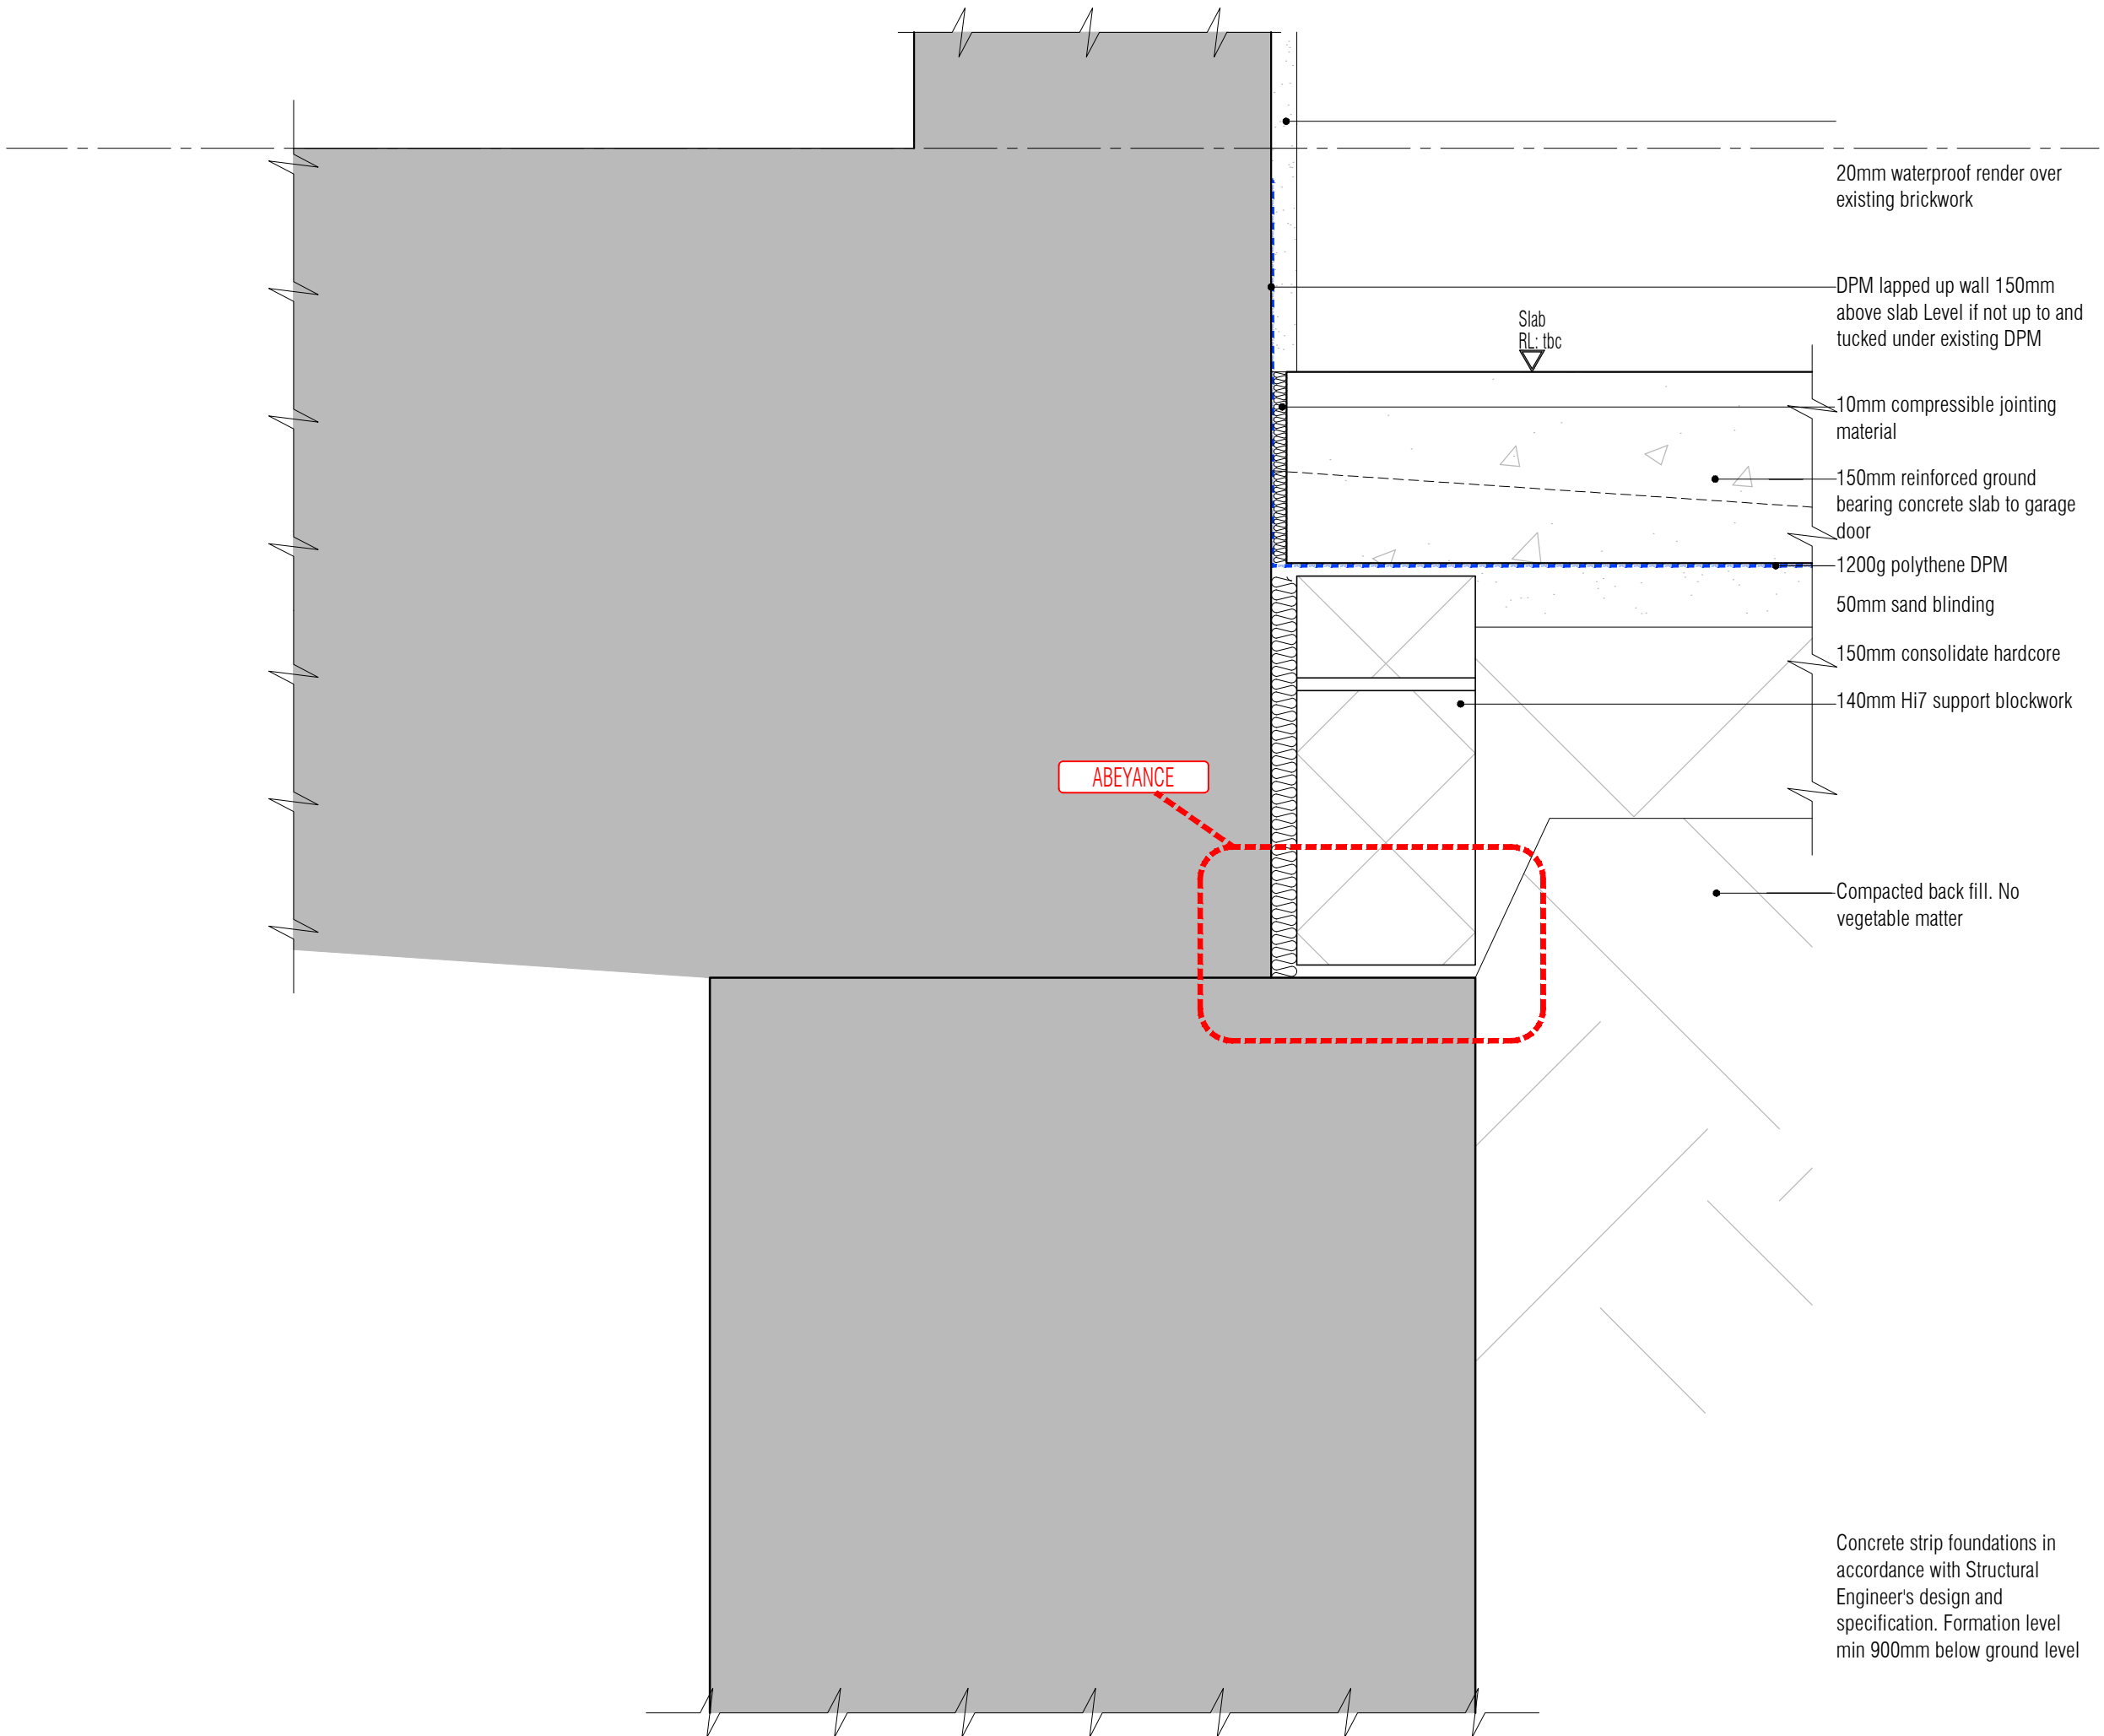 20mm waterproof render over
existing brickwork
DPM lapped up wall 150mm
above slab Level if not up to and
tucked under existing DPM
Slab
RL: tbc
10mm compressible jointing
material
150mm reinforced ground
bearing concrete slab to garage
door
1200g polythene DPM
50mm sand blinding
150mm consolidate hardcore
140mm Hi7 support blockwork
ABEYANCE
Compacted back fill. No
vegetable matter
Concrete strip foundations in
accordance with Structural
Engineer's design and
specification. Formation level
min 900mm below ground level